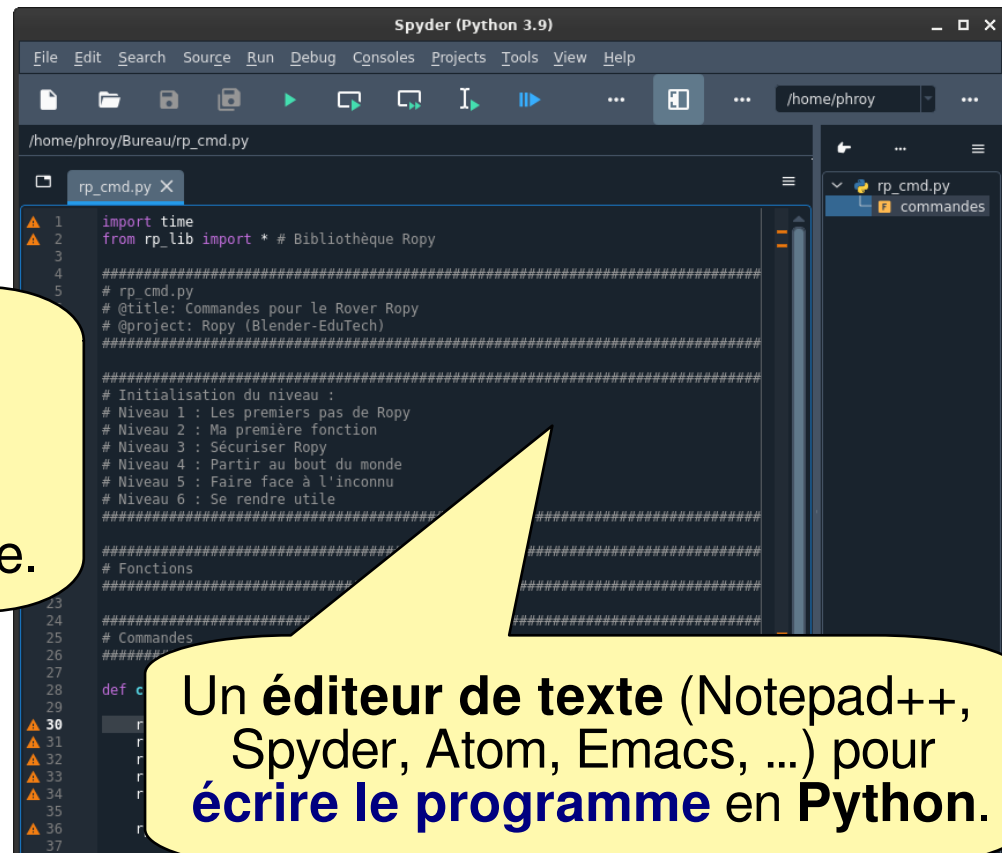 Spyder (Python 3.9)
File Edit Search Source Run Debug Consoles Projects Tools View Help
/home/phroy
/home/phroy/Bureau/rp_cmd.py
rp_cmd.py
rp_cmd.py
commandes
1 import time
2 from rp_lib import * # Bibliothèque Ropy
3
4 ################################################################################
5 # rp_cmd.py
# @title: Commandes pour le Rover Ropy
# @project: Ropy (Blender-EduTech)
################################################################################
################################################################################
# Initialisation du niveau :
# Niveau 1 : Les premiers pas de Ropy
# Niveau 2 : Ma première fonction
# Niveau 3 : Sécuriser Ropy
# Niveau 4 : Partir au bout du monde
# Niveau 5 : Faire face à l'inconnu
# Niveau 6 : Se rendre utile
################################################################################
################################################################################
# Fonctions
################################################################################
23
24 ################################################################################
25 # Commandes
26 #######
27
28 def c
29
30 r
31 r
32 r
33 r
34 r
35
36 r
37
e.
Un éditeur de texte (Notepad++,
Spyder, Atom, Emacs, ...) pour
écrire le programme en Python.